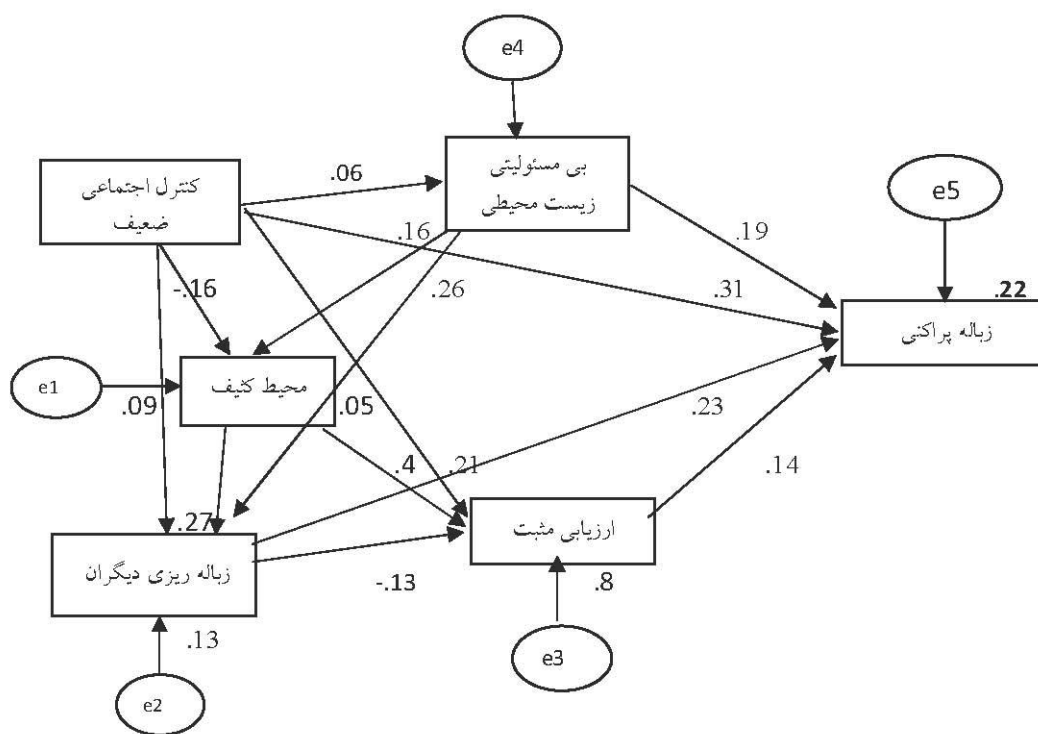 e4
بی مسئولیتی
زیست محیطی
کنترل اجتماعی
ضعیف
.06
e5
.16
.19
.26
.31
-.16
.22
زباله پراکنی
محیط کثیف
e1
.09
.05
.23
.4
.21
.14
ارزیابی مثبت
.27
زباله ریزی دیگران
-.13
.8
.13
e3
e2